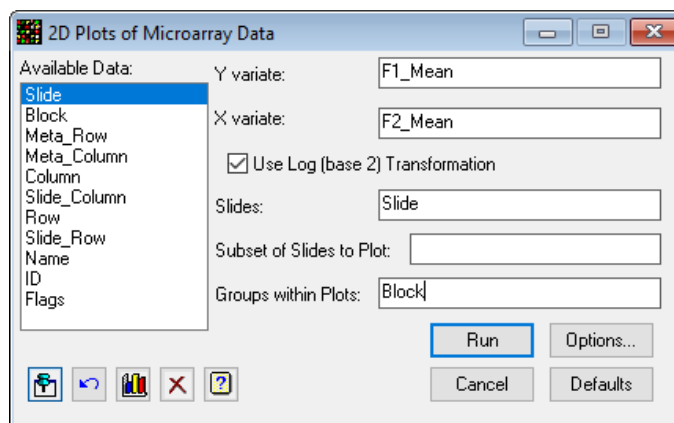 2D Plots of Microarray Data
Available Data:
Slide
Block
Meta_Row
Meta_Column
Column
Slide_Column
Row
Slide_Row
Name
ID
Flags
Y variate: F1_Mean
X variate: F2_Mean
Use Log (base 2) Transformation
Slides: Slide
Subset of Slides to Plot:
Groups within Plots: Block
Run Options...
Cancel Defaults
?